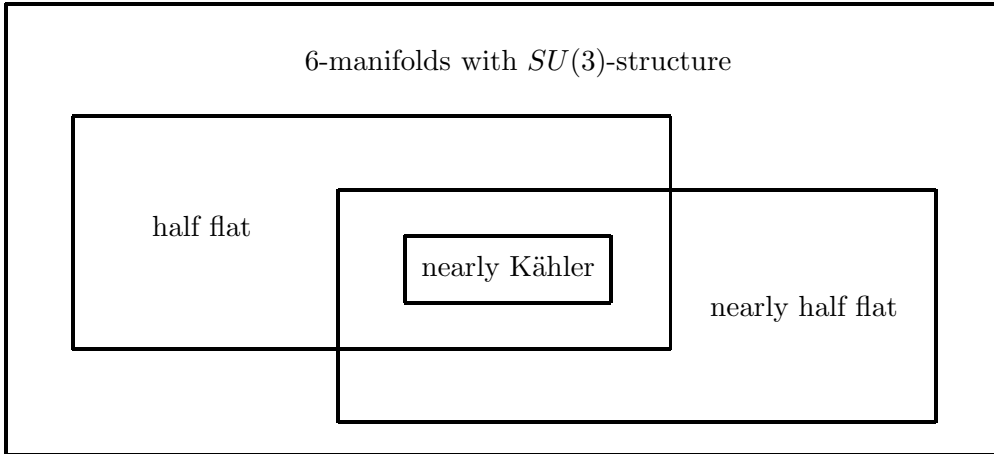 6-manifolds with SU(3)-structure
half flat
nearly Kähler
nearly half flat